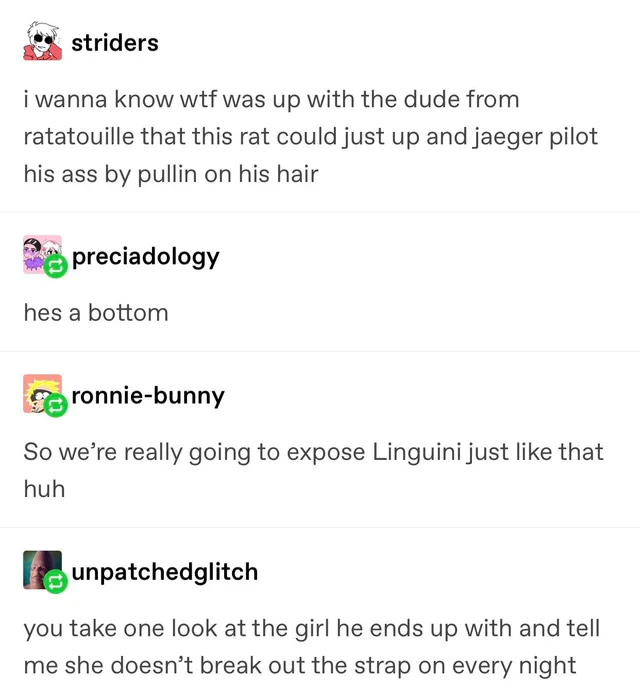 striders
i wanna know wtf was up with the dude from
ratatouille that this rat could just up and jaeger pilot
his ass by pullin on his hair
preciadology
hes a bottom
ronnie-bunny
So we’re really going to expose Linguini just like that
huh
unpatchedglitch
you take one look at the girl he ends up with and tell
me she doesn’t break out the strap on every night